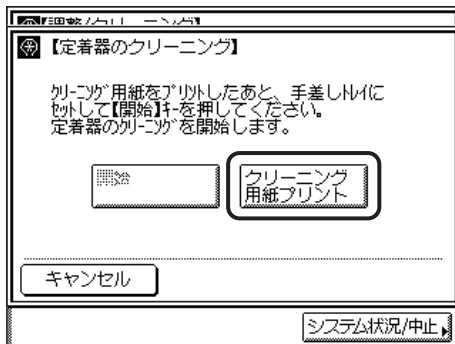 【定着器のクリーニング】
ｸﾘｰﾆﾝｸﾞ用紙をﾌﾟﾘﾝﾄしたあと、手差しﾄﾚｲに
ｾｯﾄして【開始】ｷｰを押してください。
定着器のｸﾘｰﾆﾝｸﾞを開始します。
開始
クリーニング
用紙プリント
キャンセル
システム状況/中止